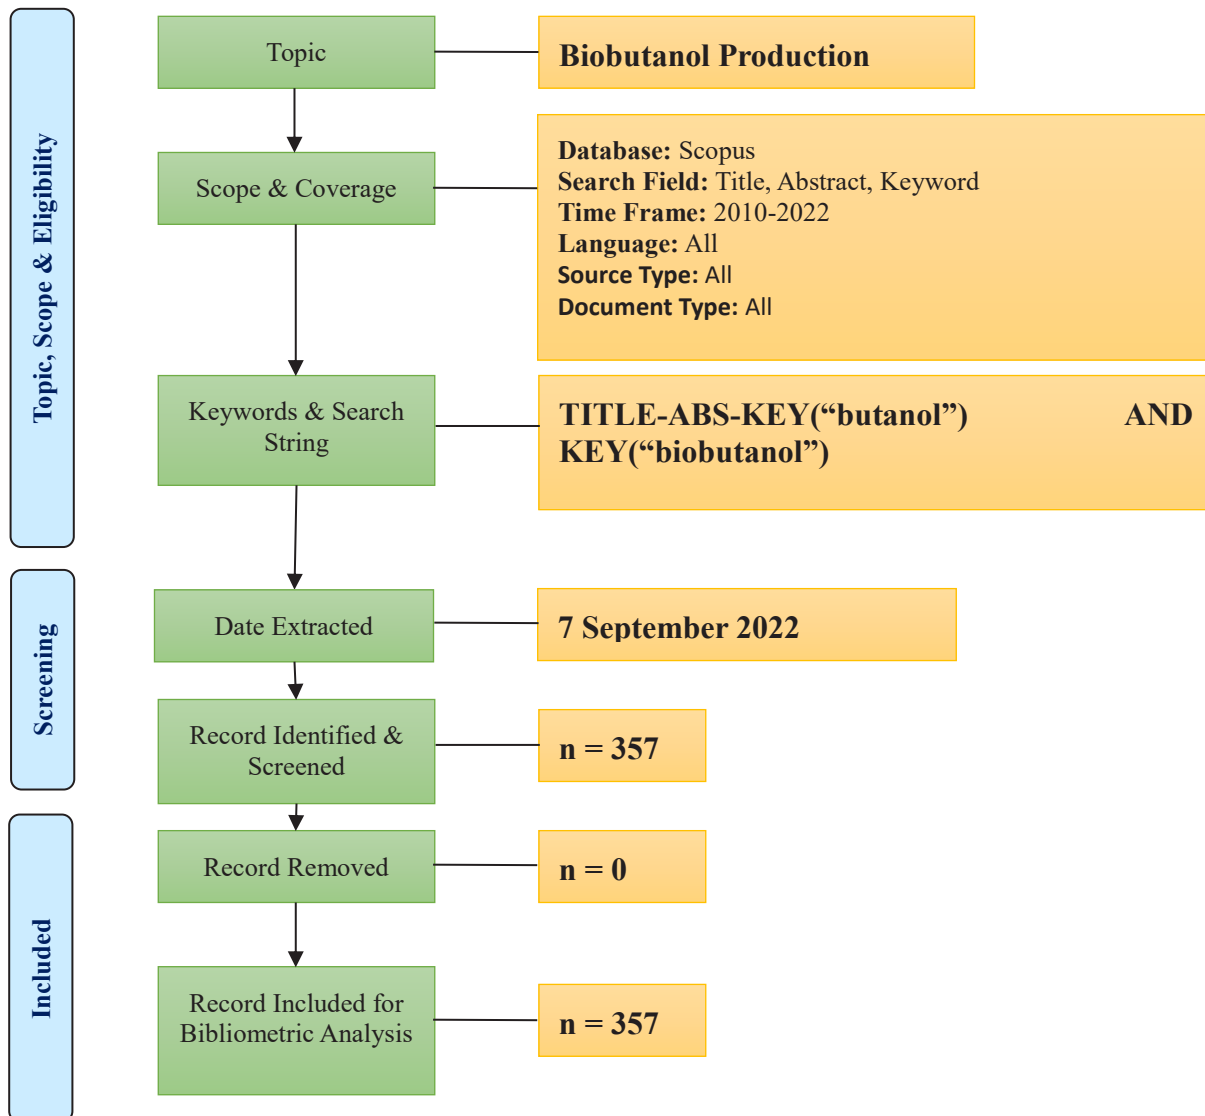 Topic, Scope & Eligibility
Topic
Biobutanol Production
Scope & Coverage
Database: Scopus
Search Field: Title, Abstract, Keyword
Time Frame: 2010-2022
Language: All
Source Type: All
Document Type: All
Keywords & Search
String
TITLE-ABS-KEY(“butanol”) AND
KEY(“biobutanol”)
Screening
Date Extracted
7 September 2022
Record Identified &
Screened
n = 357
Included
Record Removed
n = 0
Record Included for
Bibliometric Analysis
n = 357